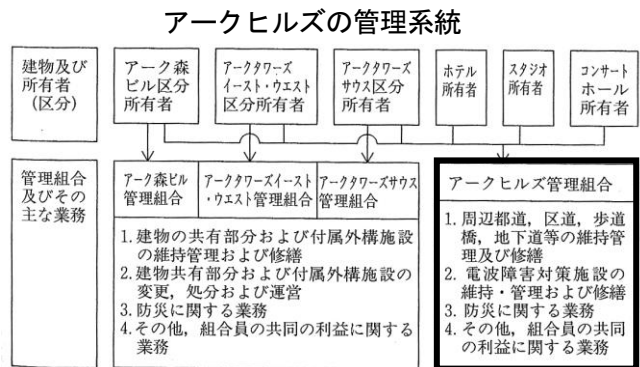 アークヒルズの管理系統
建物及び
所有者
(区分)
アーク森
ビル区分
所有者
アークタワーズ
イースト・ウエスト
区分所有者
アークタワーズ
サウス区分
所有者
ホテル
所有者
スタジオ
所有者
コンサート
ホール
所有者
管理組合
及びその
主な業務
アーク森ビル
管理組合
アークタワーズイースト
・ウエスト管理組合
アークタワーズサウス
管理組合
1. 建物の共有部分および付属外構施設
の維持管理および修繕
2. 建物共有部分および付属外構施設の
変更, 処分および運営
3. 防災に関する業務
4. その他, 組合員の共同の利益に関する
業務
アークヒルズ管理組合
1. 周辺都道, 区道, 歩道
橋, 地下道等の維持管
理及び修繕
2. 電波障害対策施設の
維持・管理および修繕
3. 防災に関する業務
4. その他, 組合員の共同
の利益に関する業務